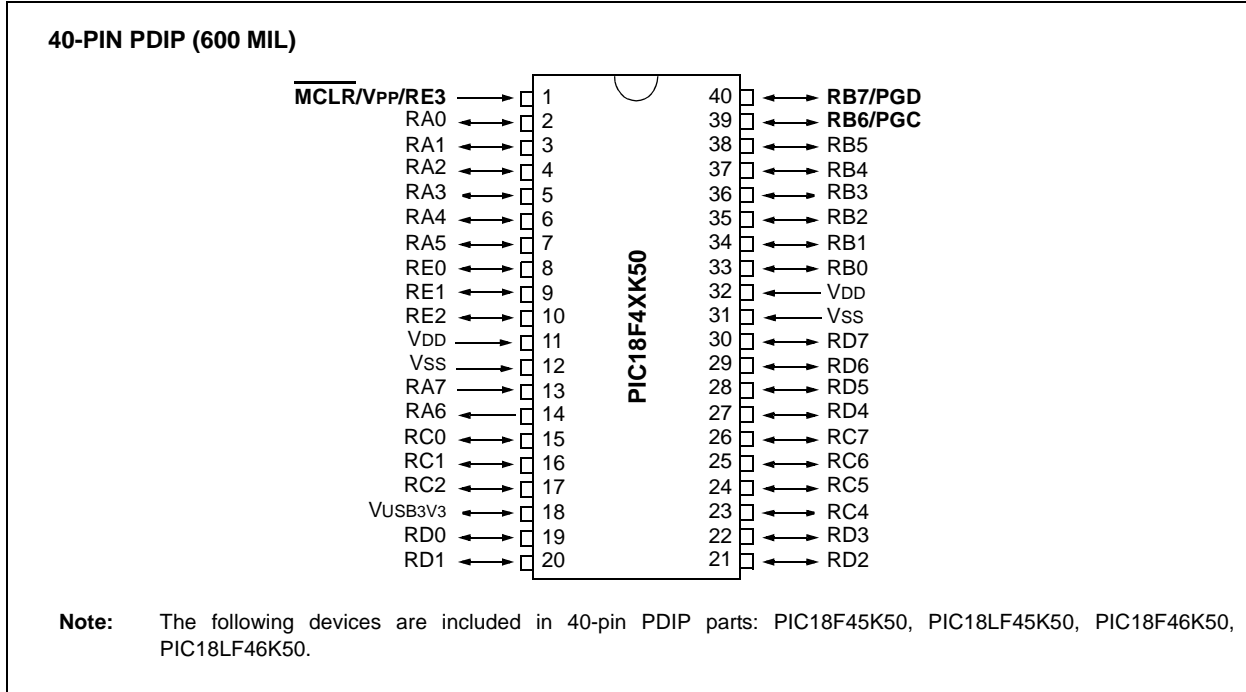 40-PIN PDIP (600 MIL)
MCLR/VPP/RE3 1 40 RB7/PGD
RA0 2 39 RB6/PGC
RA1 3 38 RB5
RA2 4 37 RB4
RA3 5 36 RB3
RA4 6 35 RB2
RA5 7 34 RB1
RE0 8 33 RB0
RE1 9 32 VDD
RE2 10 31 VSS
VDD 11 30 RD7
VSS 12 29 RD6
RA7 13 28 RD5
RA6 14 27 RD4
RC0 15 26 RC7
RC1 16 25 RC6
RC2 17 24 RC5
VUSB3V3 18 23 RC4
RD0 19 22 RD3
RD1 20 21 RD2
PIC18F4XK50
Note: The following devices are included in 40-pin PDIP parts: PIC18F45K50, PIC18LF45K50, PIC18F46K50,
PIC18LF46K50.